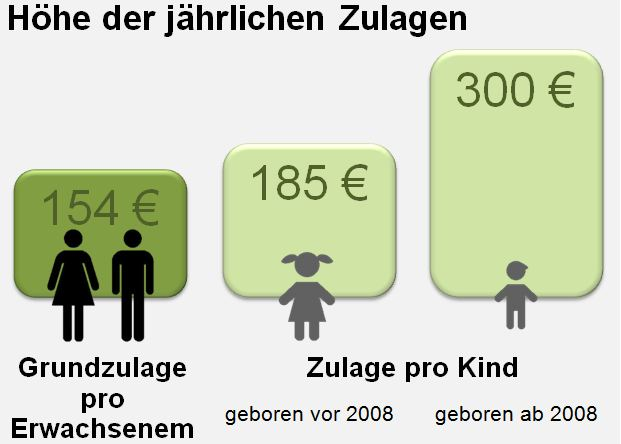 Höhe der jährlichen Zulagen
154 €
185 €
300 €
Grundzulage
pro
Erwachsenem
Zulage pro Kind
geboren vor 2008
geboren ab 2008